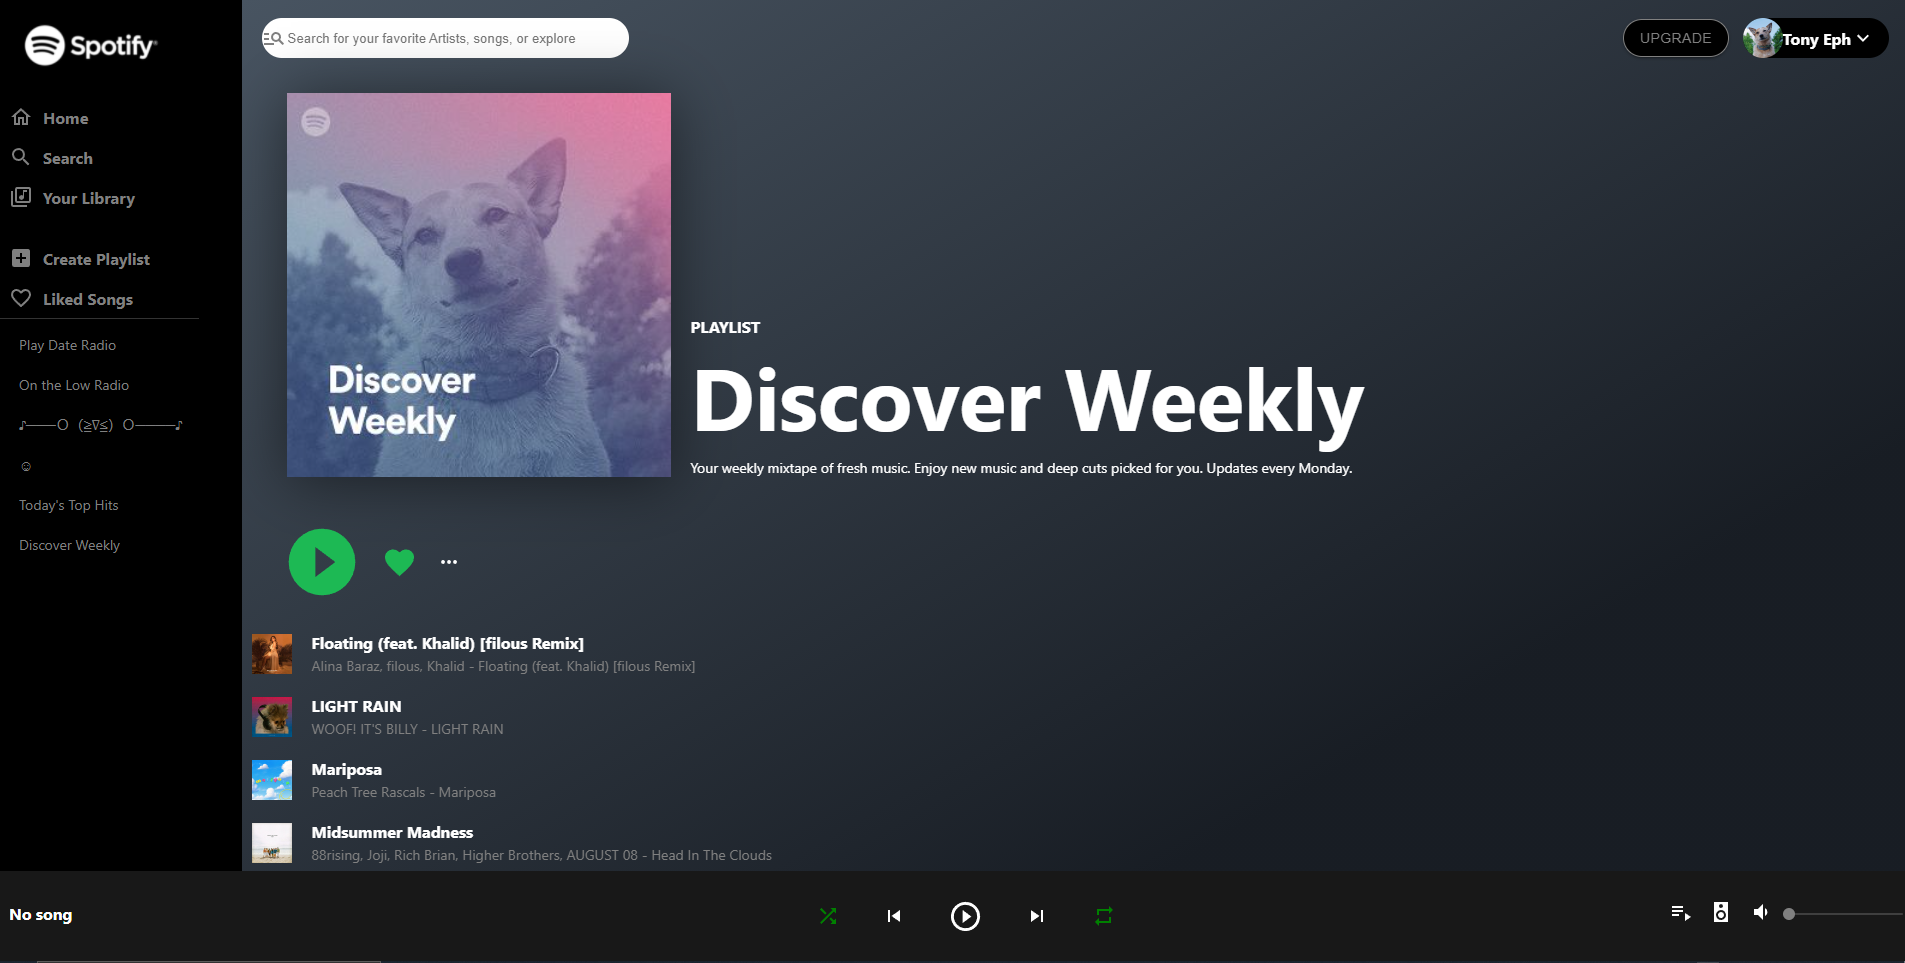 Spotify
Home
Search
Your Library
Create Playlist
Liked Songs
Play Date Radio
On the Low Radio
♪───O (≧∇≦) O────♪
☺
Today's Top Hits
Discover Weekly
Search for your favorite Artists, songs, or explore
UPGRADE
Tony Eph
Discover
Weekly
PLAYLIST
Discover Weekly
Your weekly mixtape of fresh music. Enjoy new music and deep cuts picked for you. Updates every Monday.
Floating (feat. Khalid) [filous Remix]
Alina Baraz, filous, Khalid - Floating (feat. Khalid) [filous Remix]
LIGHT RAIN
WOOF! IT'S BILLY - LIGHT RAIN
Mariposa
Peach Tree Rascals - Mariposa
Midsummer Madness
88rising, Joji, Rich Brian, Higher Brothers, AUGUST 08 - Head In The Clouds
No song